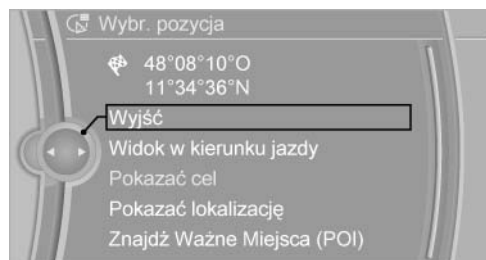 Wybr. pozycja
48°08'10"O
11°34'36"N
Wyjść
Widok w kierunku jazdy
Pokazać cel
Pokazać lokalizację
Znajdż Ważne Miejsca (POI)